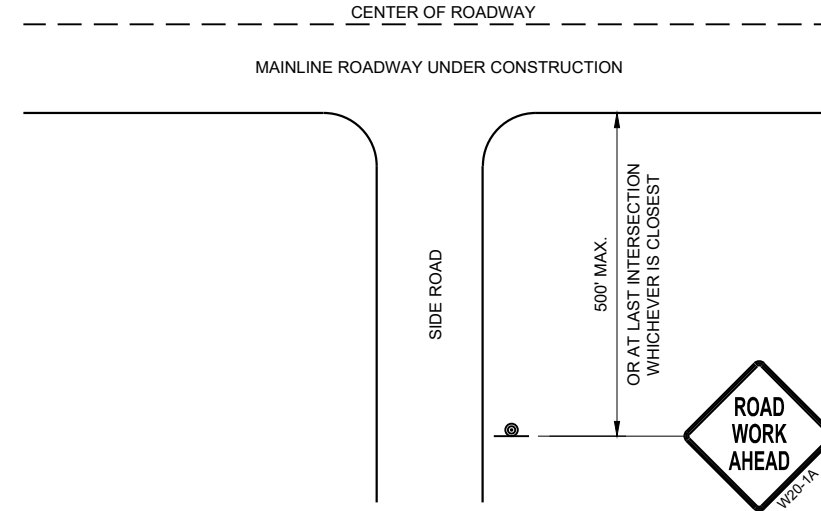 CENTER OF ROADWAY
MAINLINE ROADWAY UNDER CONSTRUCTION
SIDE ROAD
500' MAX.
OR AT LAST INTERSECTION
WHICHEVER IS CLOSEST
ROAD
WORK
AHEAD
W20-1A